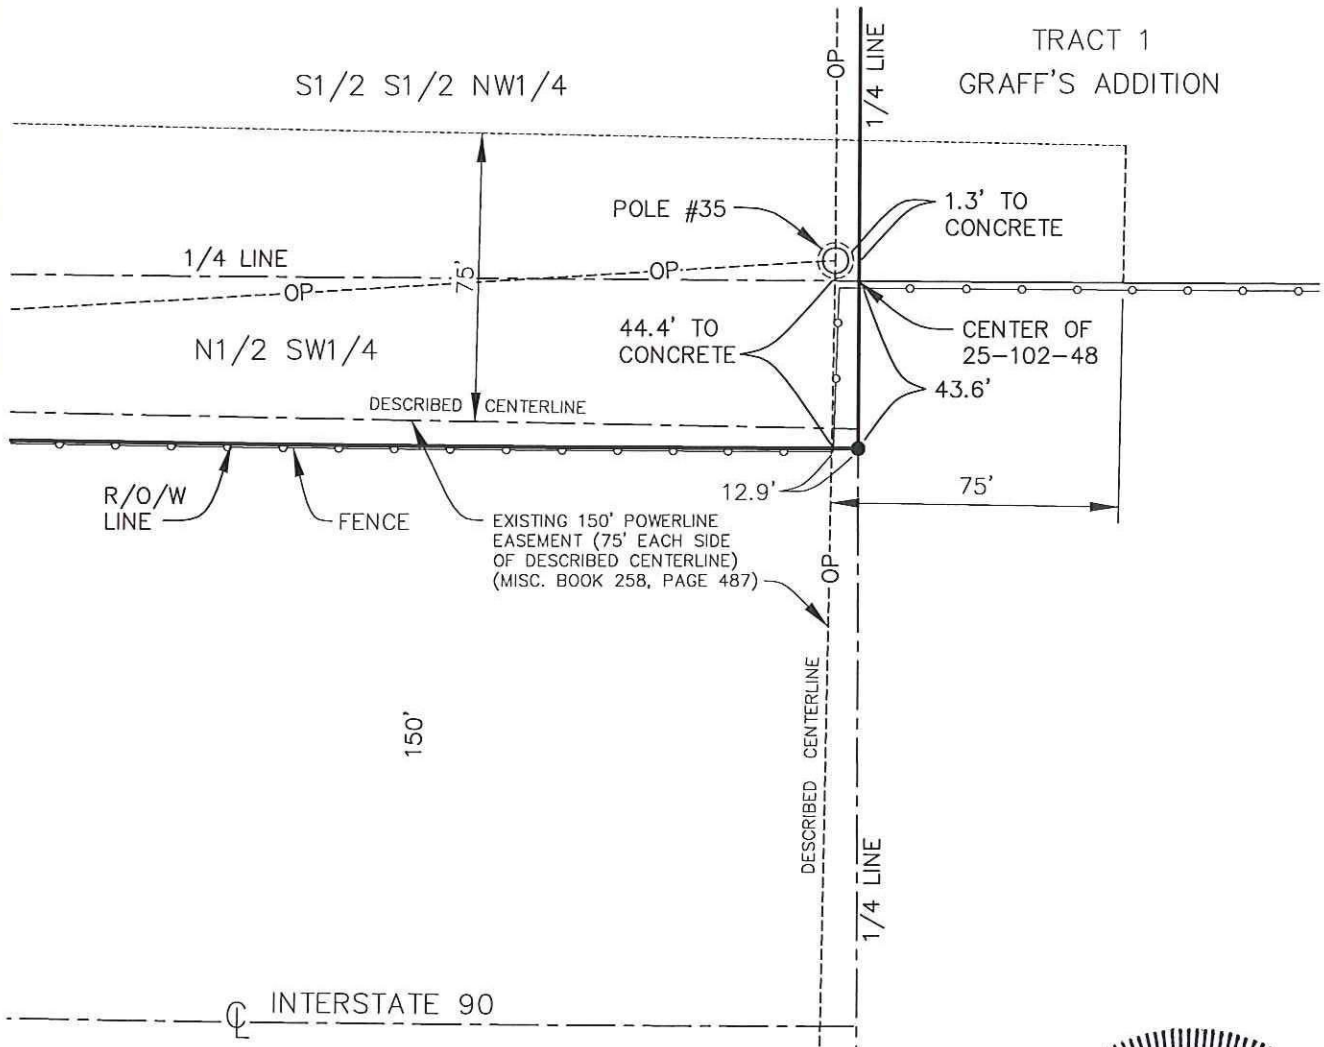 TRACT 1
GRAFF'S ADDITION
S1/2 S1/2 NW1/4
OP
1/4 LINE
POLE #35
1.3' TO
CONCRETE
1/4 LINE
OP
75'
OP
N1/2 SW1/4
44.4' TO
CONCRETE
CENTER OF
25-102-48
43.6'
DESCRIBED CENTERLINE
R/O/W
LINE
FENCE
12.9'
75'
EXISTING 150' POWERLINE
EASEMENT (75' EACH SIDE
OF DESCRIBED CENTERLINE)
(MISC. BOOK 258, PAGE 487)
OP
150'
DESCRIBED CENTERLINE
1/4 LINE
CL INTERSTATE 90